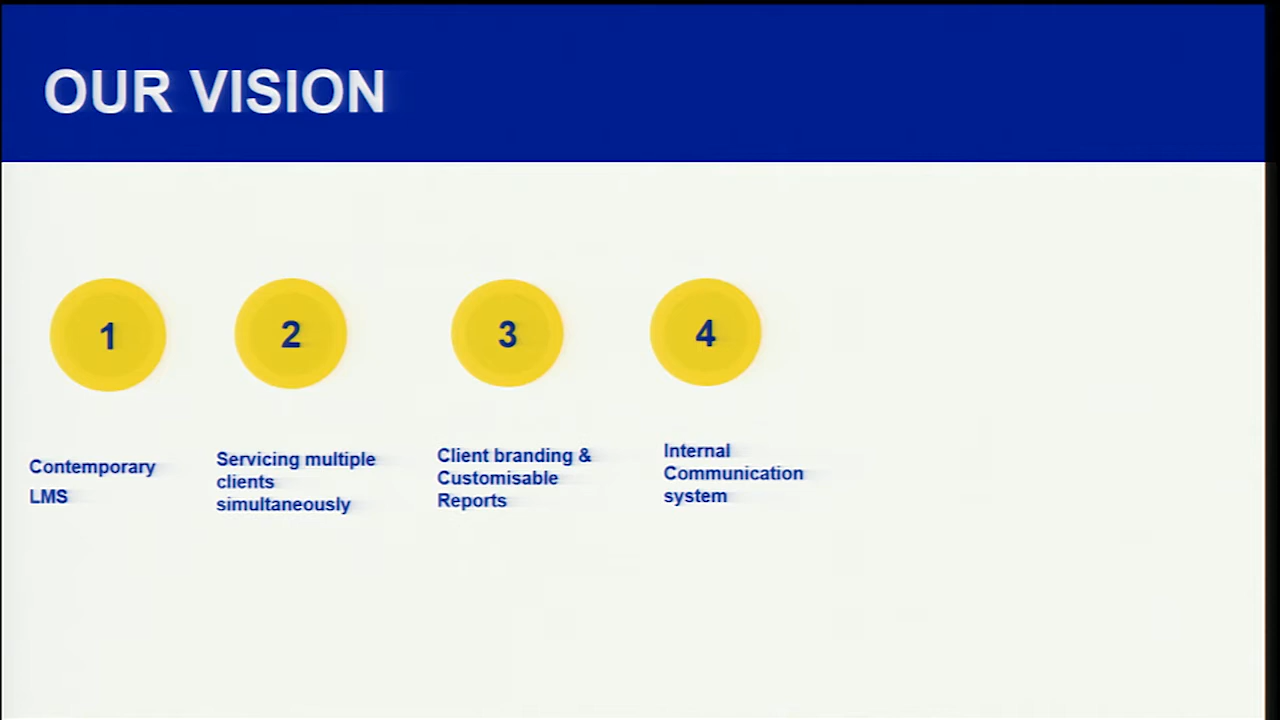 OUR VISION
1
2
3
4
Contemporary
LMS
Servicing multiple
clients
simultaneously
Client branding &
Customisable
Reports
Internal
Communication
system